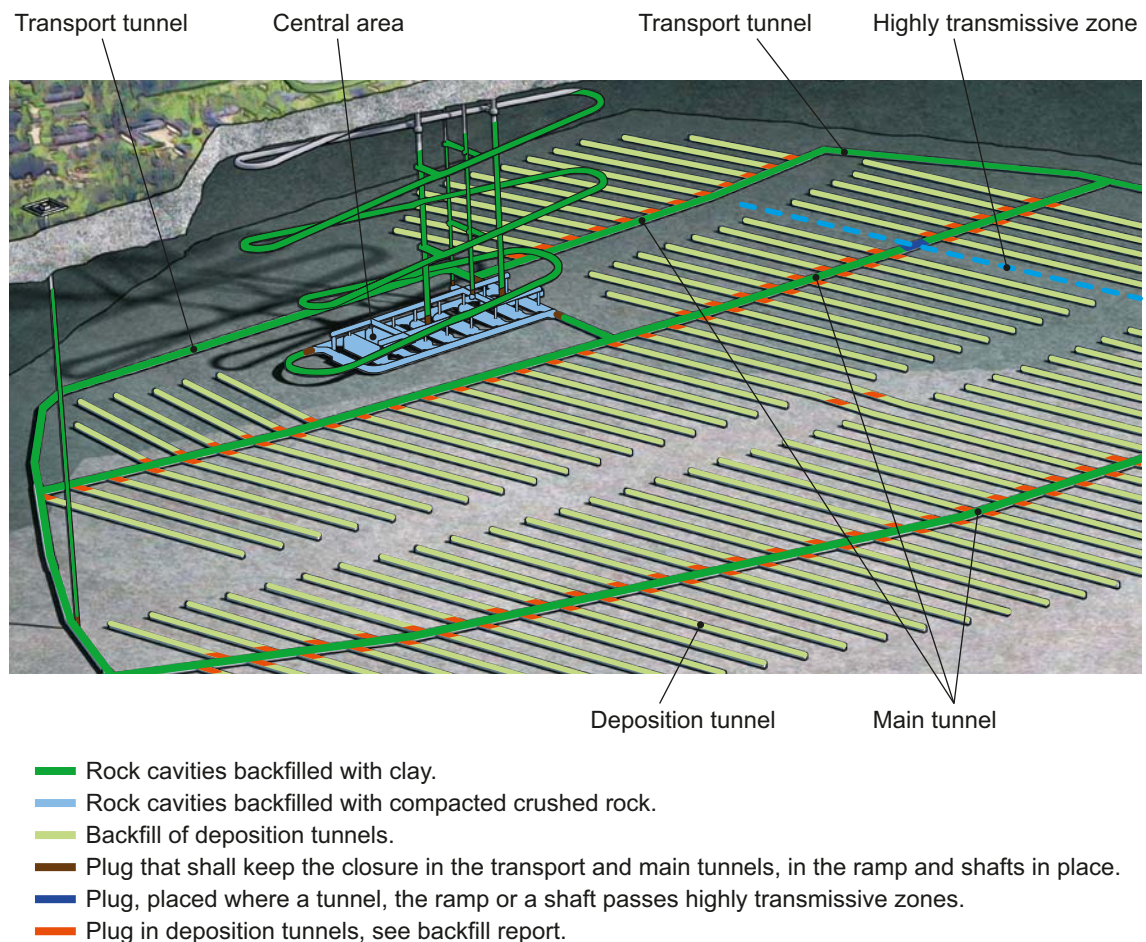 Transport tunnel
Central area
Transport tunnel
Highly transmissive zone
Deposition tunnel
Main tunnel
Rock cavities backfilled with clay.
Rock cavities backfilled with compacted crushed rock.
Backfill of deposition tunnels.
Plug that shall keep the closure in the transport and main tunnels, in the ramp and shafts in place.
Plug, placed where a tunnel, the ramp or a shaft passes highly transmissive zones.
Plug in deposition tunnels, see backfill report.